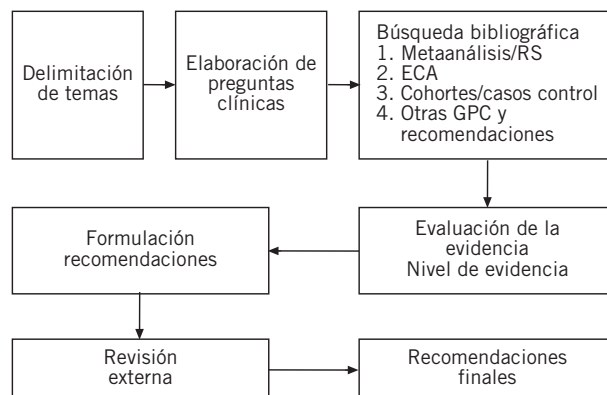 Delimitación
de temas
Elaboración de
preguntas
clínicas
Búsqueda bibliográfica
1. Metaanálisis/RS
2. ECA
3. Cohortes/casos control
4. Otras GPC y
recomendaciones
Evaluación de la
evidencia
Nivel de evidencia
Formulación
recomendaciones
Revisión
externa
Recomendaciones
finales